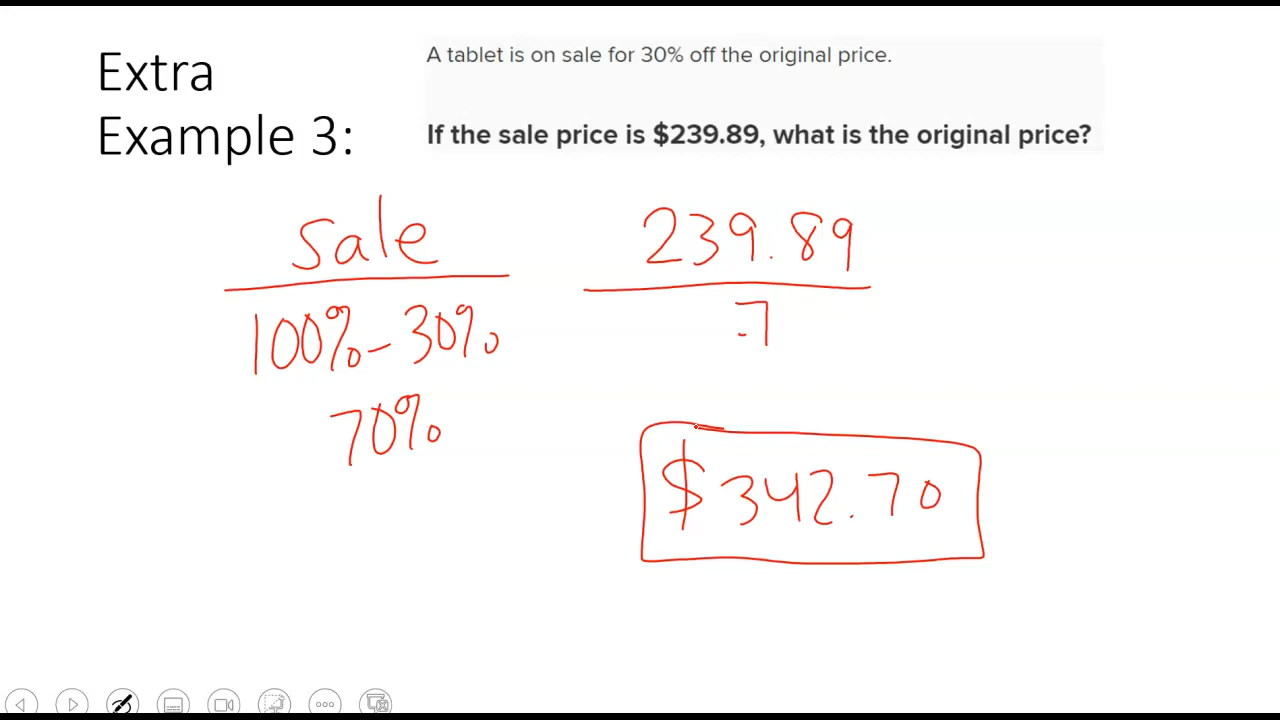 Extra
Example 3:
A tablet is on sale for 30% off the original price.
If the sale price is $239.89, what is the original price?
sale
100% - 30%
70%
239.89
.7
$342.70